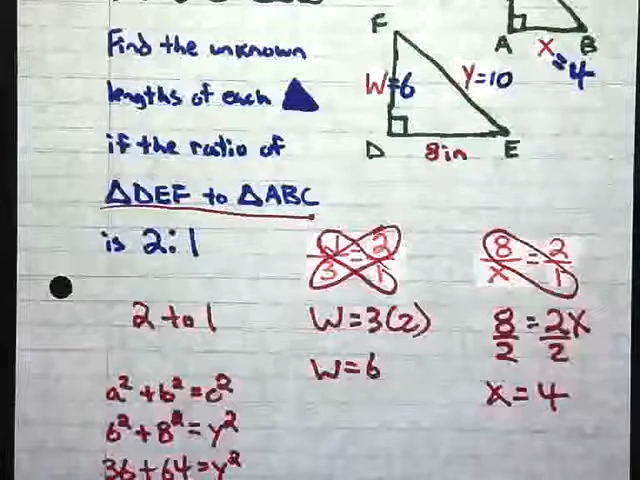 A
B
x
=4
Find the unknown
lengths of each
if the ratio of
△DEF to △ABC
is 2:1
F
W=6
y=10
D
8in
E
3 = 2
1
8/x = 2/1
2 to 1
W=3(2)
W=6
8/2 = 2x/2
x=4
a²+b²=c²
6²+8²=y²
36+64=y²